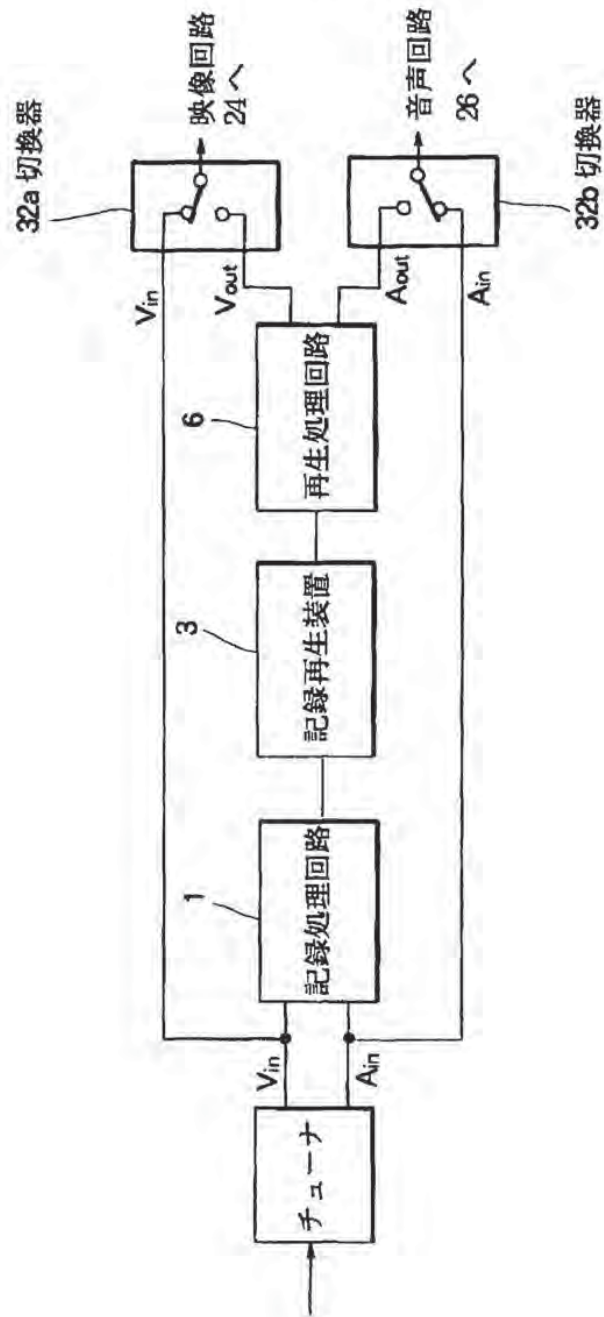 チューナ
Vin
Ain
1
記録処理回路
3
記録再生装置
6
再生処理回路
Vin
Vout
Aout
Ain
32a 切換器
映像回路
24へ
音声回路
26へ
32b 切換器